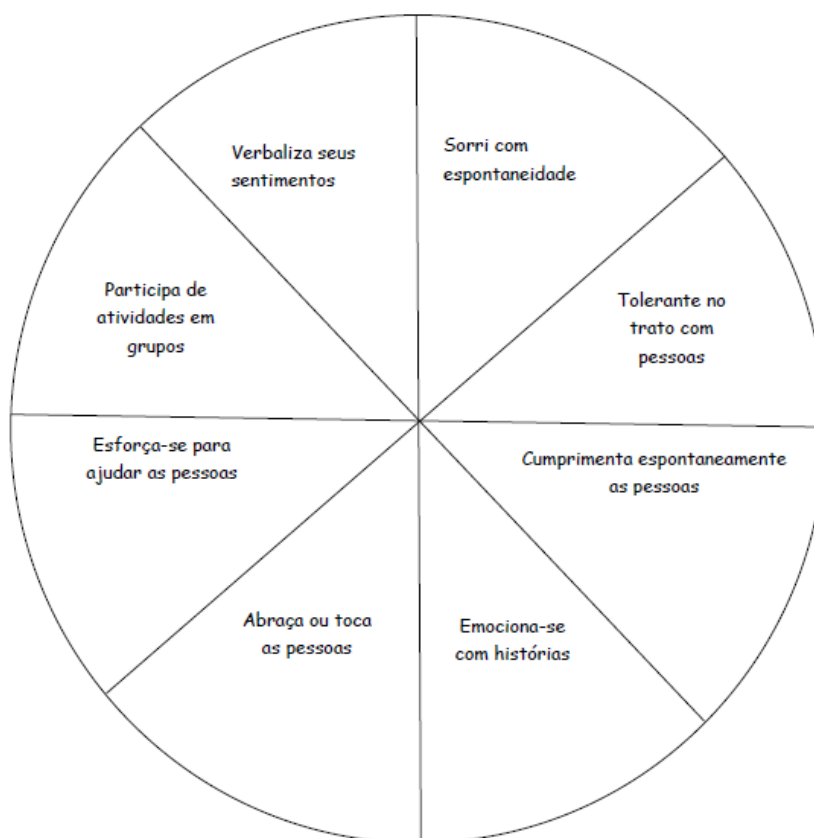 Verbaliza seus
sentimentos
Sorri com
espontaneidade
Participa de
atividades em
grupos
Tolerante no
trato com
pessoas
Esforça-se para
ajudar as pessoas
Cumprimenta espontaneamente
as pessoas
Abraça ou toca
as pessoas
Emociona-se
com histórias